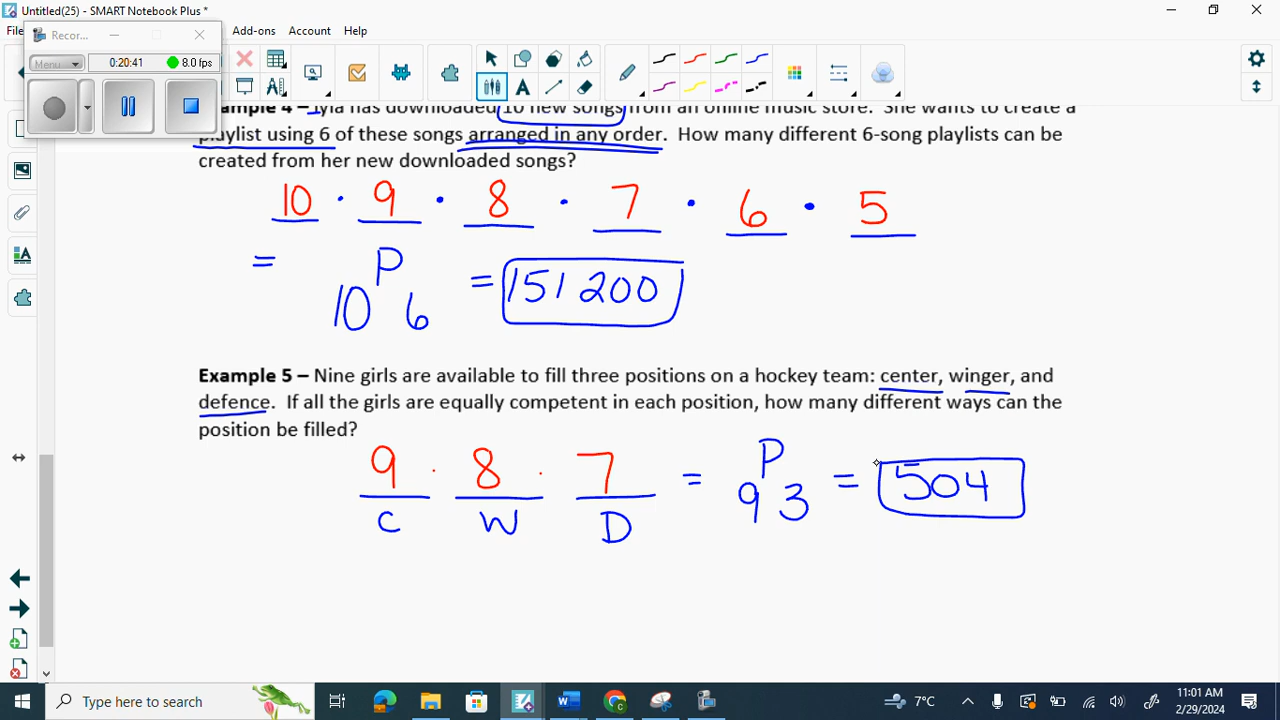 Untitled(25) - SMART Notebook Plus *
Recor...
Add-ons Account Help
Menu 0:20:41 8.0 fps
Example 4 – Iyla has downloaded 10 new songs from an online music store. She wants to create a
playlist using 6 of these songs arranged in any order. How many different 6-song playlists can be
created from her new downloaded songs?
10 · 9 · 8 · 7 · 6 · 5
= 10 P 6 = 151 200
Example 5 – Nine girls are available to fill three positions on a hockey team: center, winger, and
defence. If all the girls are equally competent in each position, how many different ways can the
position be filled?
9 · 8 · 7 = 9 P 3 = 504
C W D
Type here to search
7°C
11:01 AM
2/29/2024